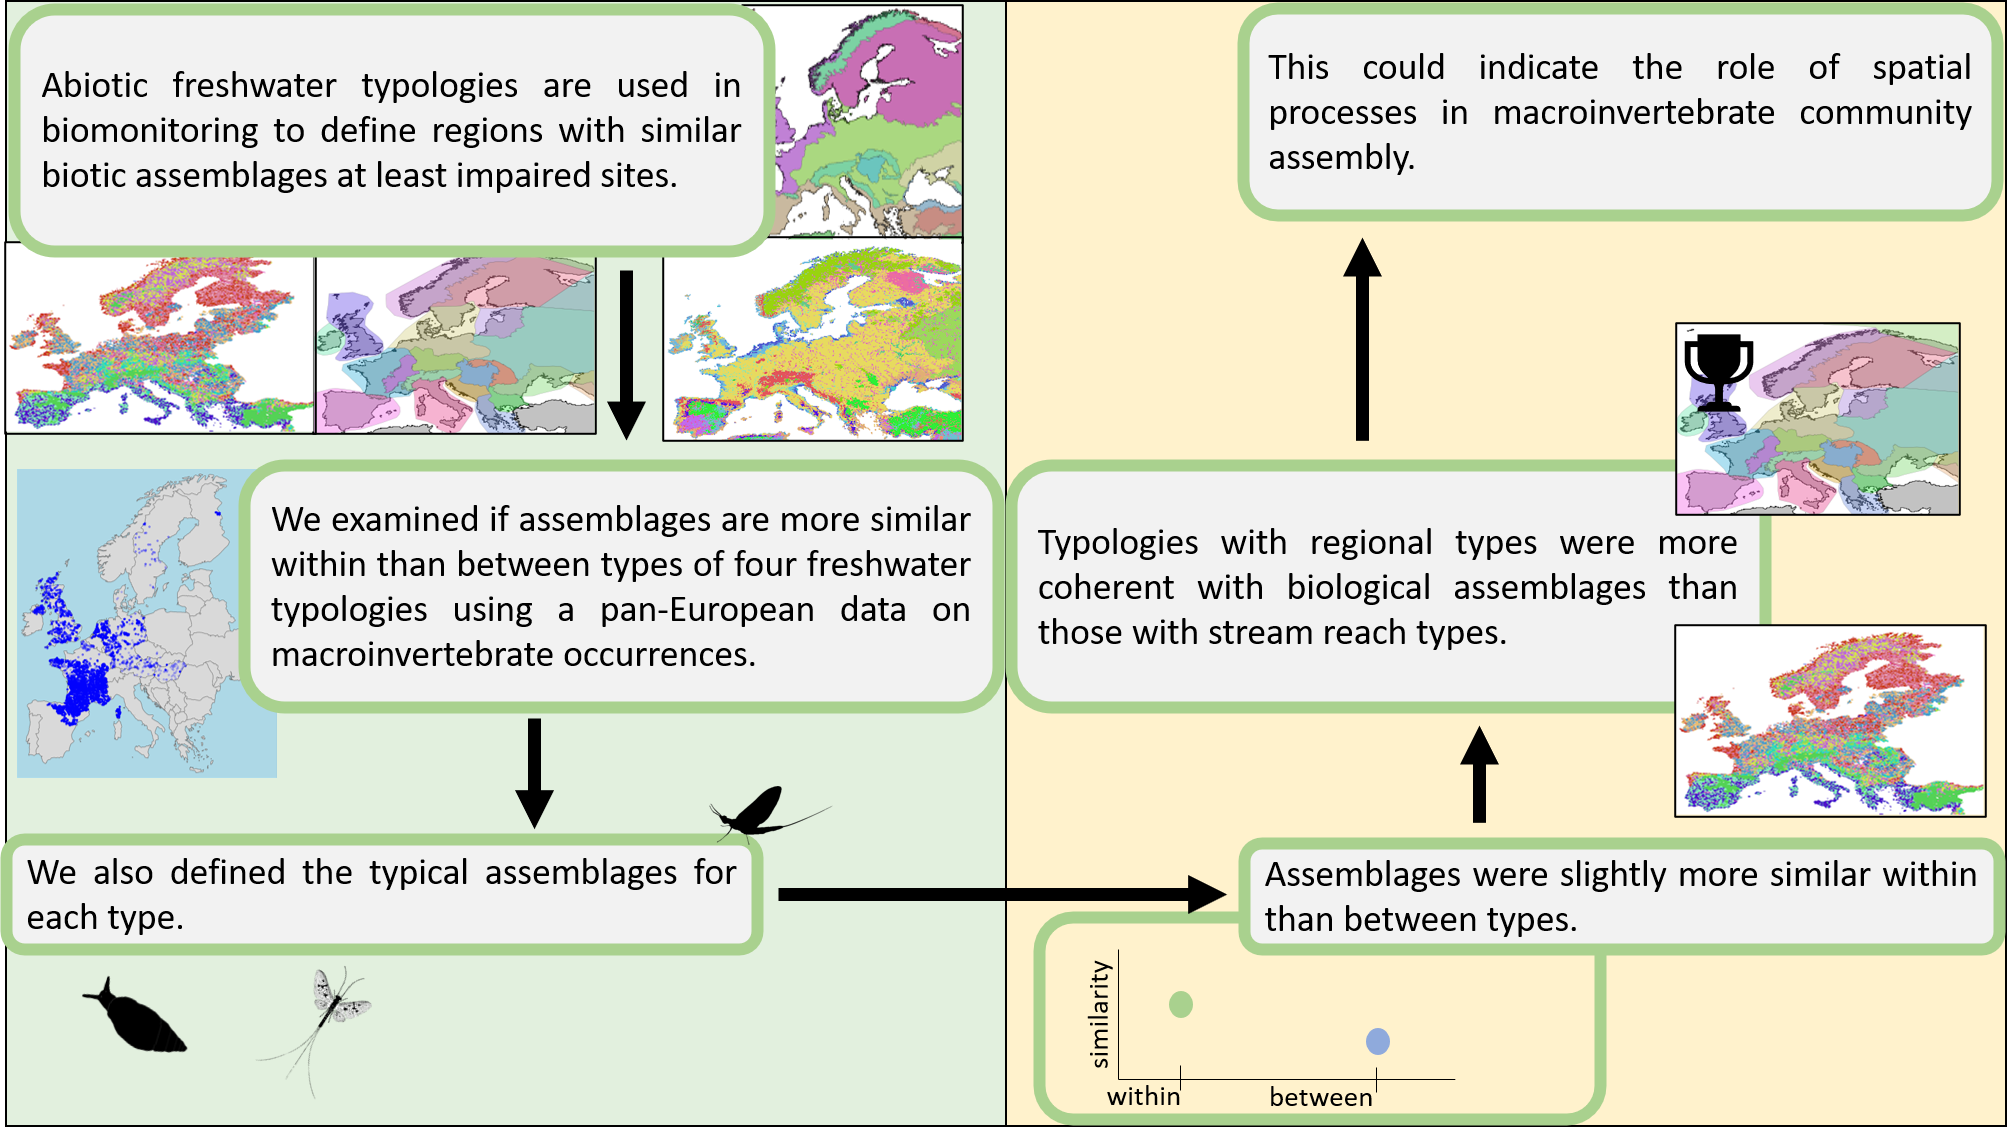 Abiotic freshwater typologies are used in
biomonitoring to define regions with similar
biotic assemblages at least impaired sites.
We examined if assemblages are more similar
within than between types of four freshwater
typologies using a pan-European data on
macroinvertebrate occurrences.
We also defined the typical assemblages for
each type.
Assemblages were slightly more similar within
than between types.
similarity
within
between
Typologies with regional types were more
coherent with biological assemblages than
those with stream reach types.
This could indicate the role of spatial
processes in macroinvertebrate community
assembly.